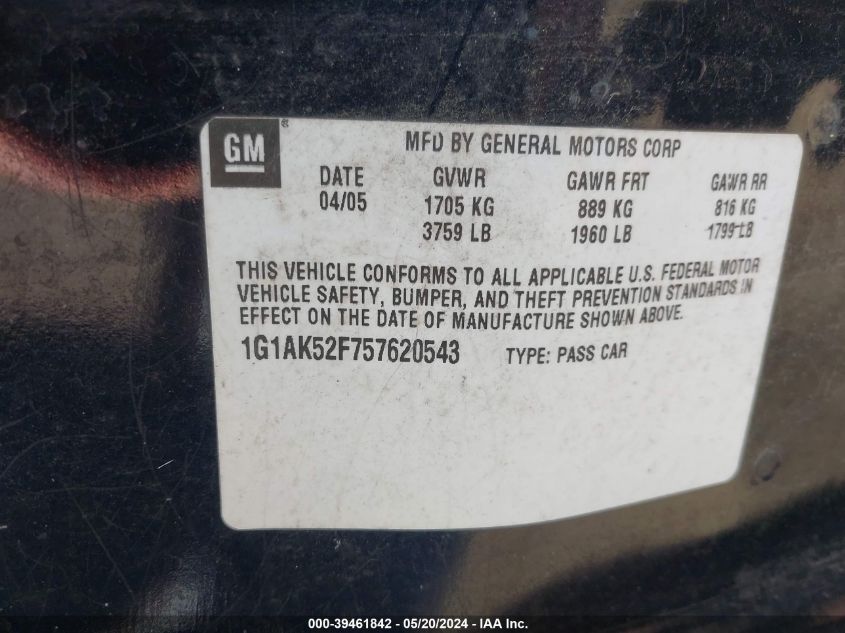 GM ®
MFD BY GENERAL MOTORS CORP
DATE GVWR GAWR FRT GAWR RR
04/05 1705 KG 889 KG 816 KG
3759 LB 1960 LB 1799 LB
THIS VEHICLE CONFORMS TO ALL APPLICABLE U.S. FEDERAL MOTOR
VEHICLE SAFETY, BUMPER, AND THEFT PREVENTION STANDARDS IN
EFFECT ON THE DATE OF MANUFACTURE SHOWN ABOVE.
1G1AK52F757620543 TYPE: PASS CAR
000-39461842 - 05/20/2024 - IAA Inc.